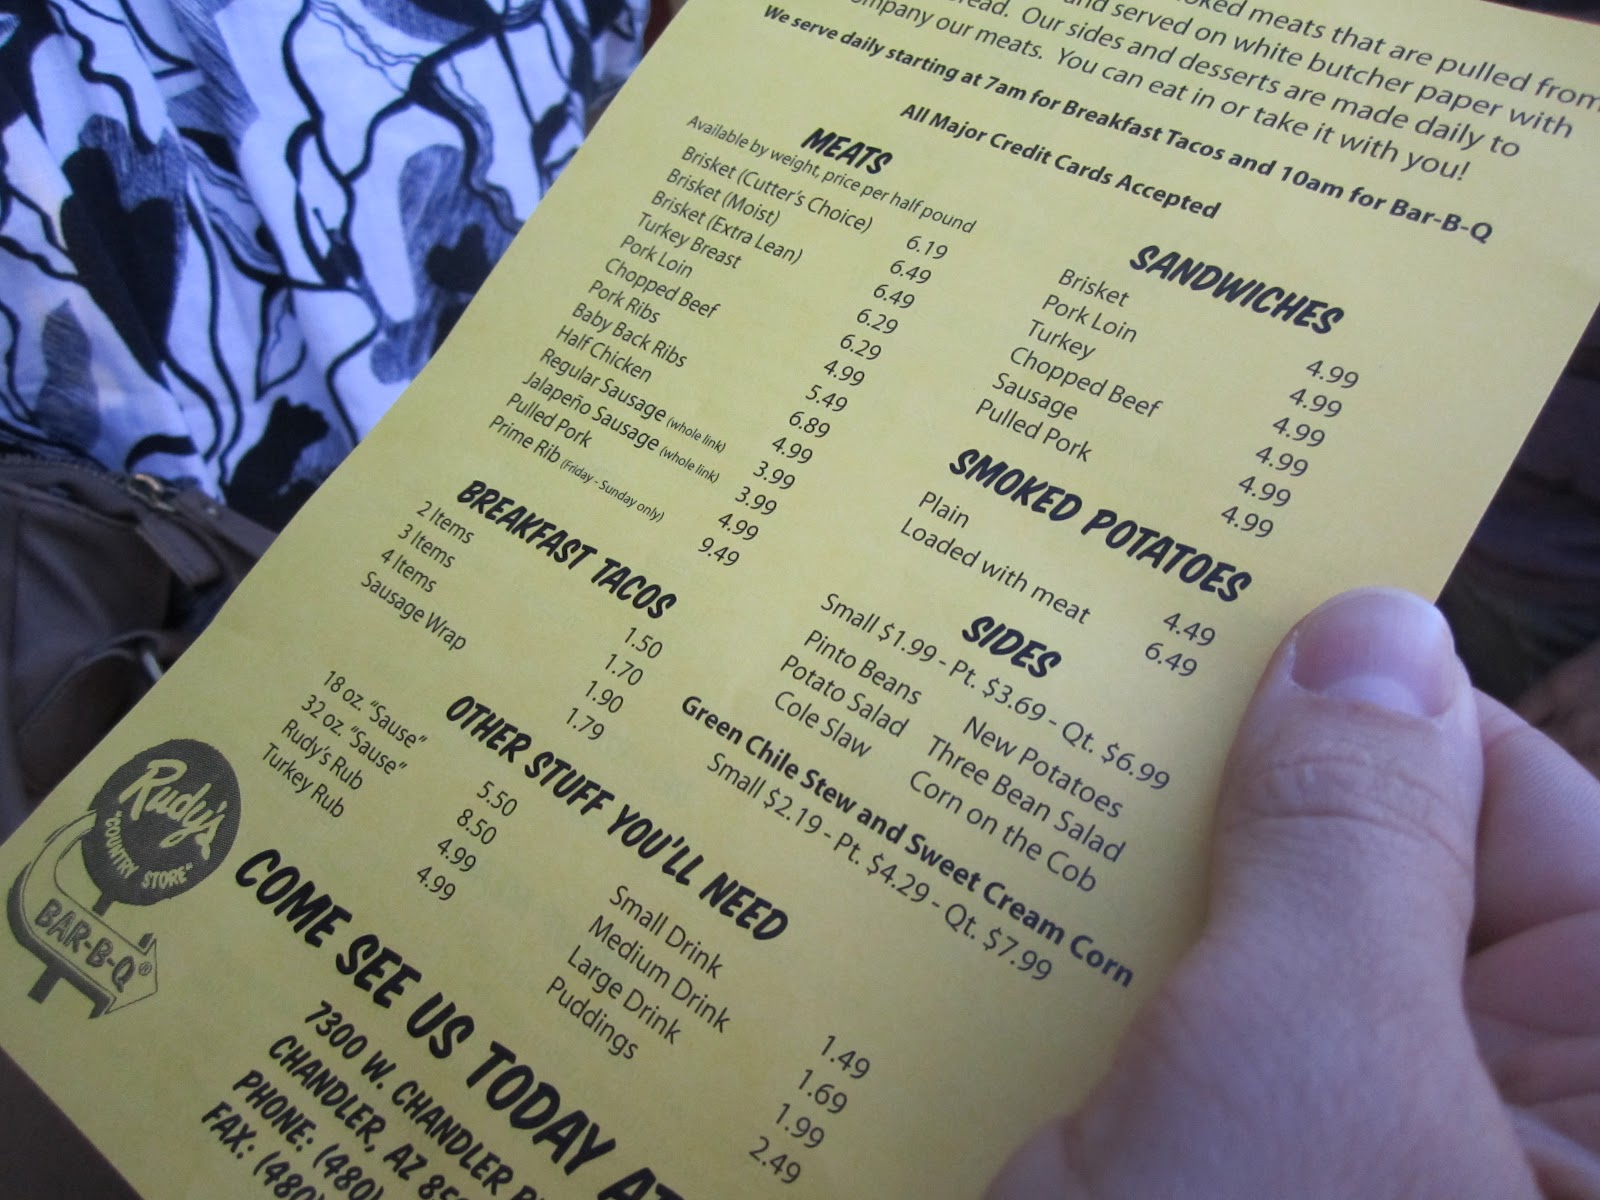 oked meats that are pulled from
and served on white butcher paper with
bread. Our sides and desserts are made daily to
ompany our meats. You can eat in or take it with you!
We serve daily starting at 7am for Breakfast Tacos and 10am for Bar-B-Q
All Major Credit Cards Accepted
MEATS
Available by weight, price per half pound
Brisket (Cutter's Choice) 6.19
Brisket (Moist) 6.49
Brisket (Extra Lean) 6.49
Turkey Breast 6.29
Pork Loin 6.29
Chopped Beef 4.99
Pork Ribs 5.49
Baby Back Ribs 6.89
Half Chicken 4.99
Regular Sausage (whole link) 3.99
Jalapeño Sausage (whole link) 3.99
Pulled Pork 4.99
Prime Rib (Friday - Sunday only) 9.49
BREAKFAST TACOS
2 Items 1.50
3 Items 1.70
4 Items 1.90
Sausage Wrap 1.79
SANDWICHES
Brisket 4.99
Pork Loin 4.99
Turkey 4.99
Chopped Beef 4.99
Sausage 4.99
Pulled Pork 4.99
SMOKED POTATOES
Plain 4.49
Loaded with meat 6.49
SIDES
Small $1.99 - Pt. $3.69 - Qt. $6.99
Pinto Beans New Potatoes
Potato Salad Three Bean Salad
Cole Slaw Corn on the Cob
Green Chile Stew and Sweet Cream Corn
Small $2.19 - Pt. $4.29 - Qt. $7.99
OTHER STUFF YOU'LL NEED
18 oz. "Sause" 5.50
32 oz. "Sause" 8.50
Rudy's Rub 4.99
Turkey Rub 4.99
Small Drink 1.49
Medium Drink 1.69
Large Drink 1.99
Puddings 2.49
Rudy's
"COUNTRY STORE"
BAR-B-Q®
COME SEE US TODAY AT
7300 W. CHANDLER B
CHANDLER, AZ 85
PHONE: (480)
FAX: (480)